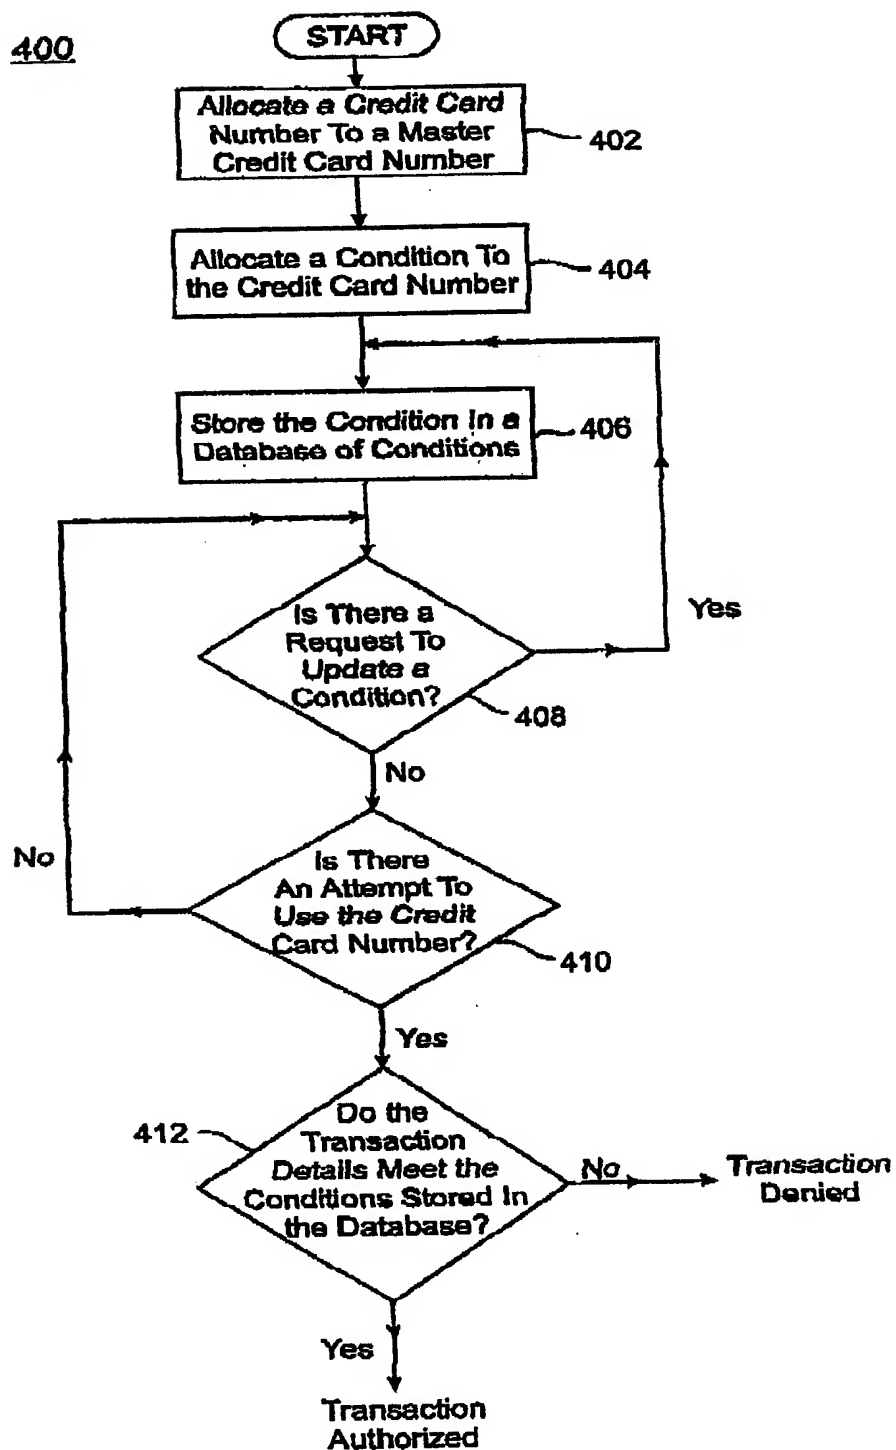 400
START
Allocate a Credit Card
Number To a Master
Credit Card Number
402
Allocate a Condition To
the Credit Card Number
404
Store the Condition in a
Database of Conditions
406
Is There a
Request To
Update a
Condition?
408
Yes
No
Is There
An Attempt To
Use the Credit
Card Number?
410
No
Yes
412
Do the
Transaction
Details Meet the
Conditions Stored In
the Database?
No
Transaction
Denied
Yes
Transaction
Authorized